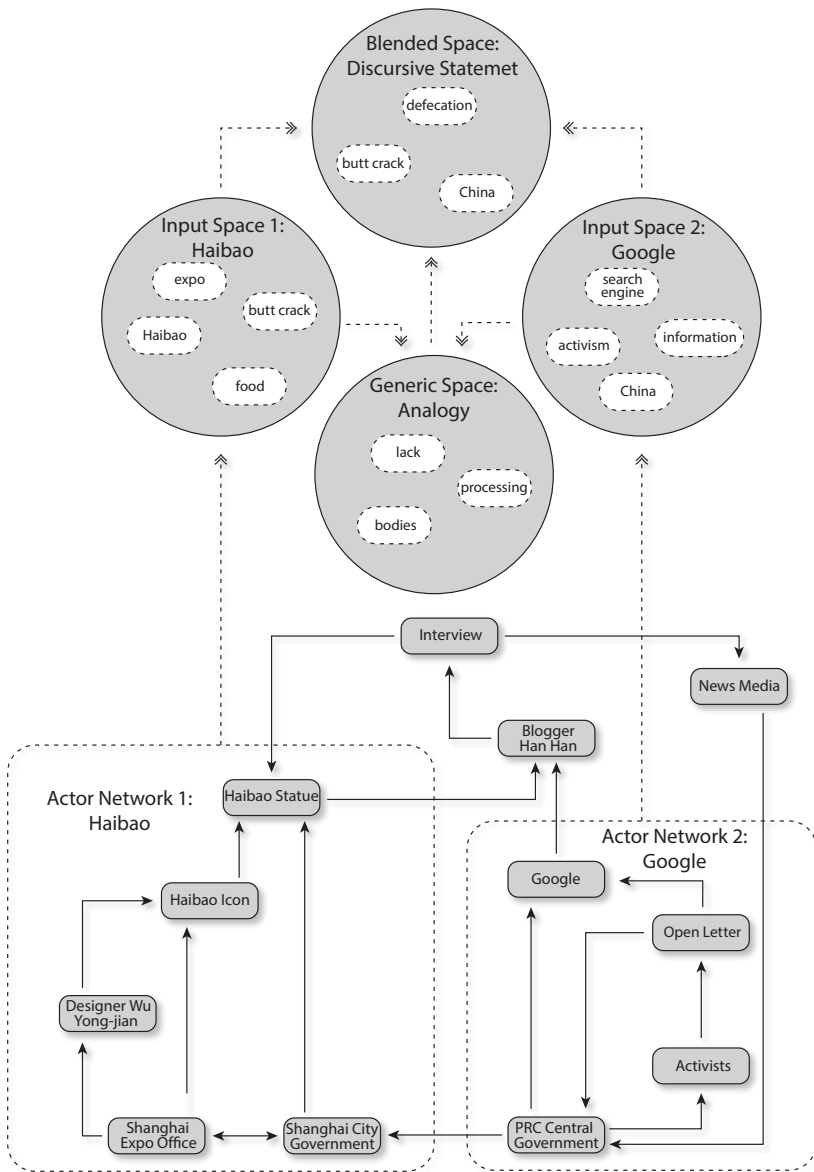 Blended Space:
Discursive Statemet
defecation
butt crack
China
Input Space 1:
Haibao
expo
butt crack
Haibao
food
Input Space 2:
Google
search
engine
information
activism
China
Generic Space:
Analogy
lack
processing
bodies
Interview
News Media
Blogger
Han Han
Actor Network 1:
Haibao
Haibao Statue
Haibao Icon
Designer Wu
Yong-jian
Shanghai
Expo Office
Shanghai City
Government
Actor Network 2:
Google
Google
Open Letter
Activists
PRC Central
Government